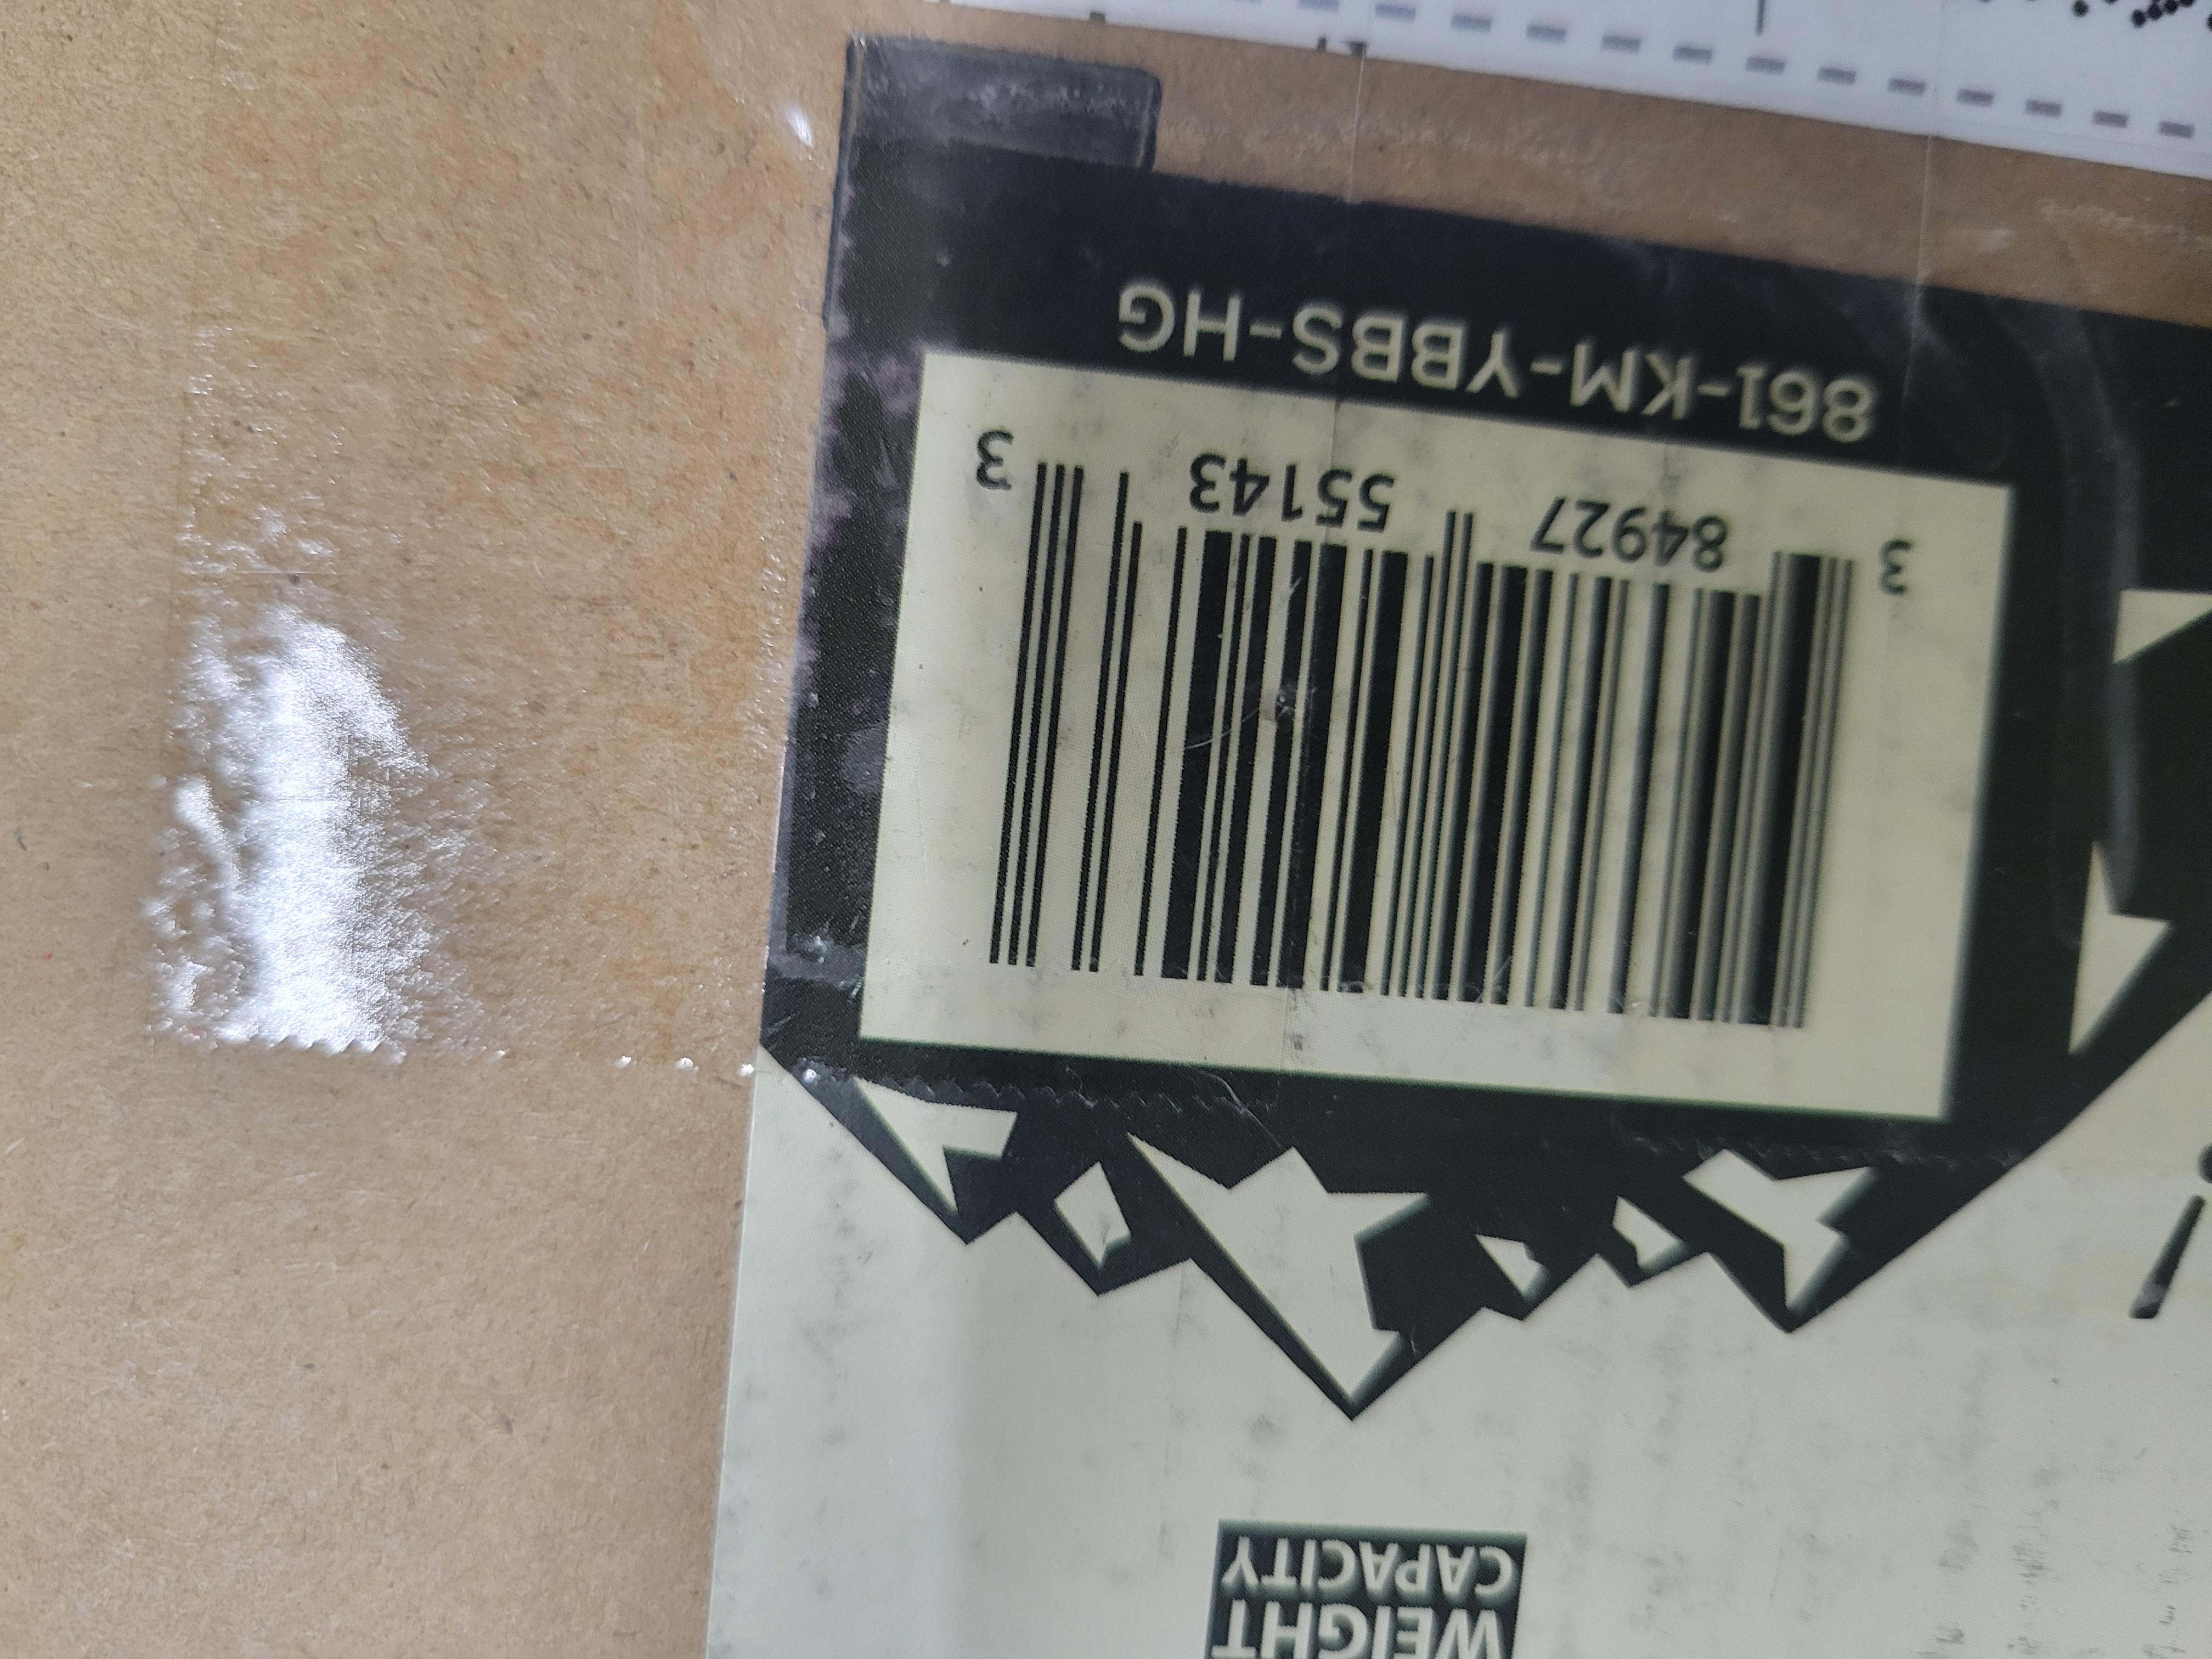 WEIGHT
CAPACITY
3 84927 55143 3
861-KM-YBBS-HG